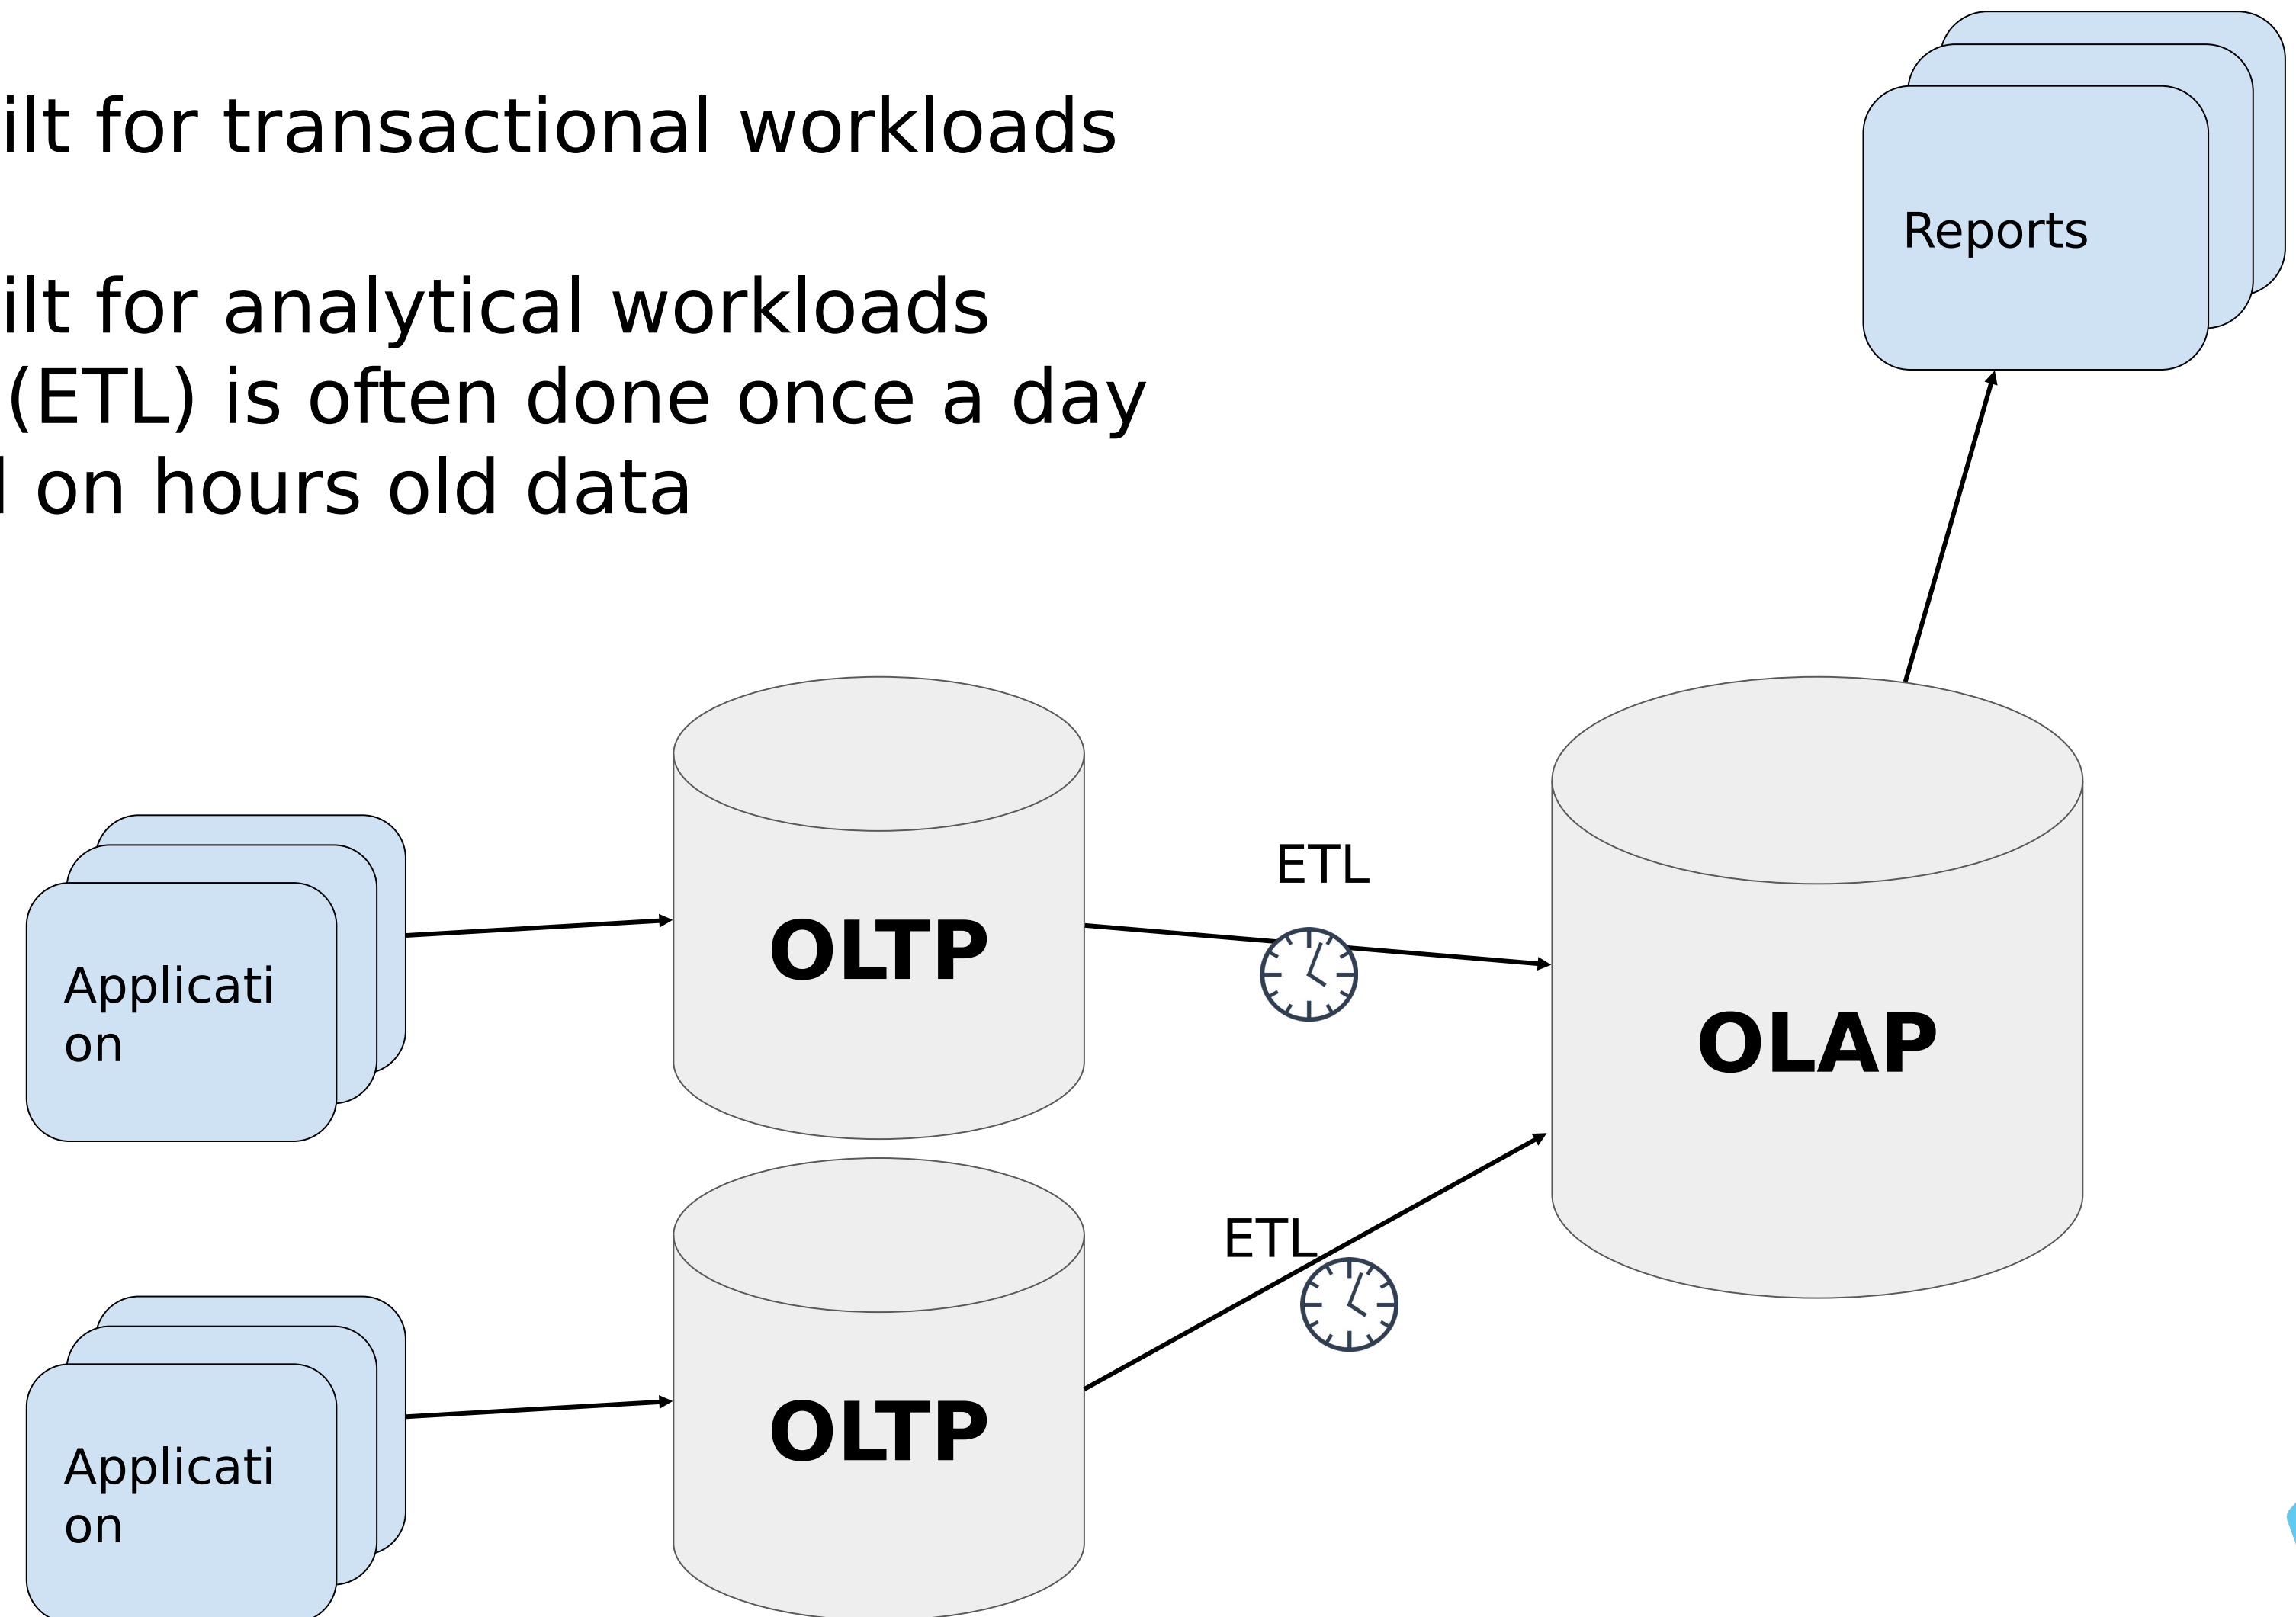 ilt for transactional workloads
ilt for analytical workloads
(ETL) is often done once a day
on hours old data
Reports
ETL
OLTP
OLAP
Applicati
on
ETL
OLTP
Applicati
on